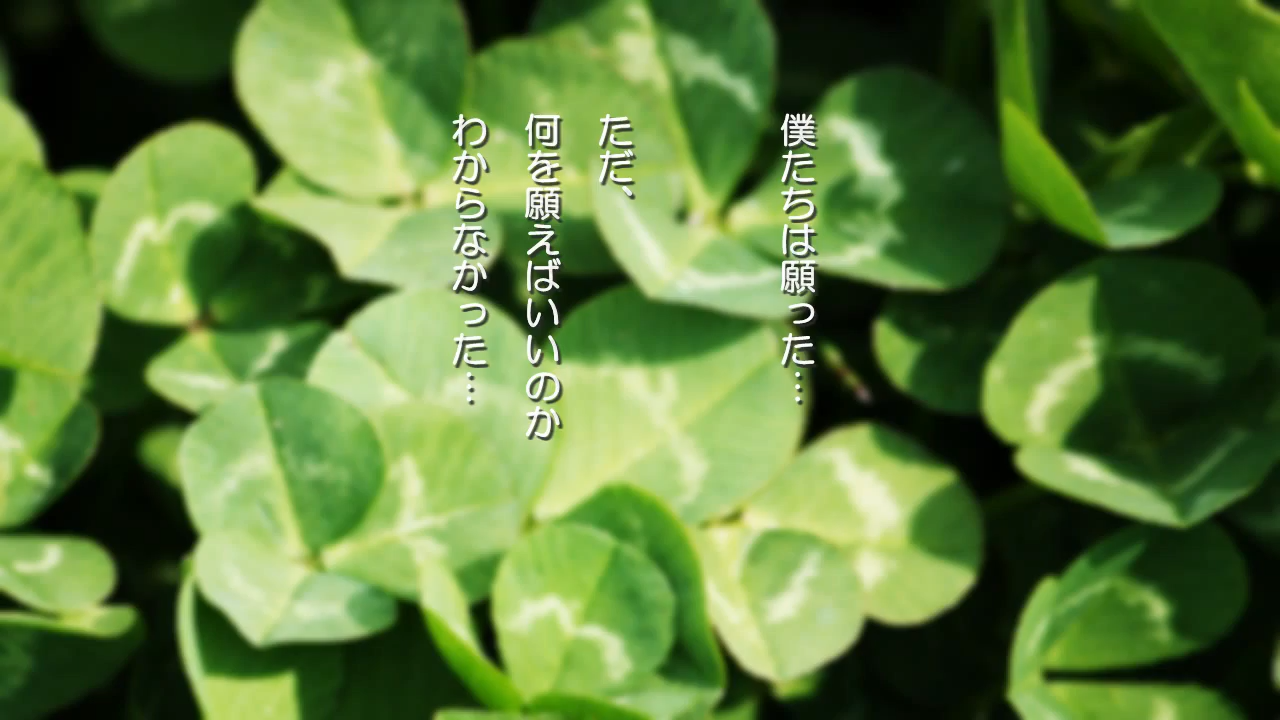 僕たちは願った…
ただ、
何を願えばいいのか
わからなかった…